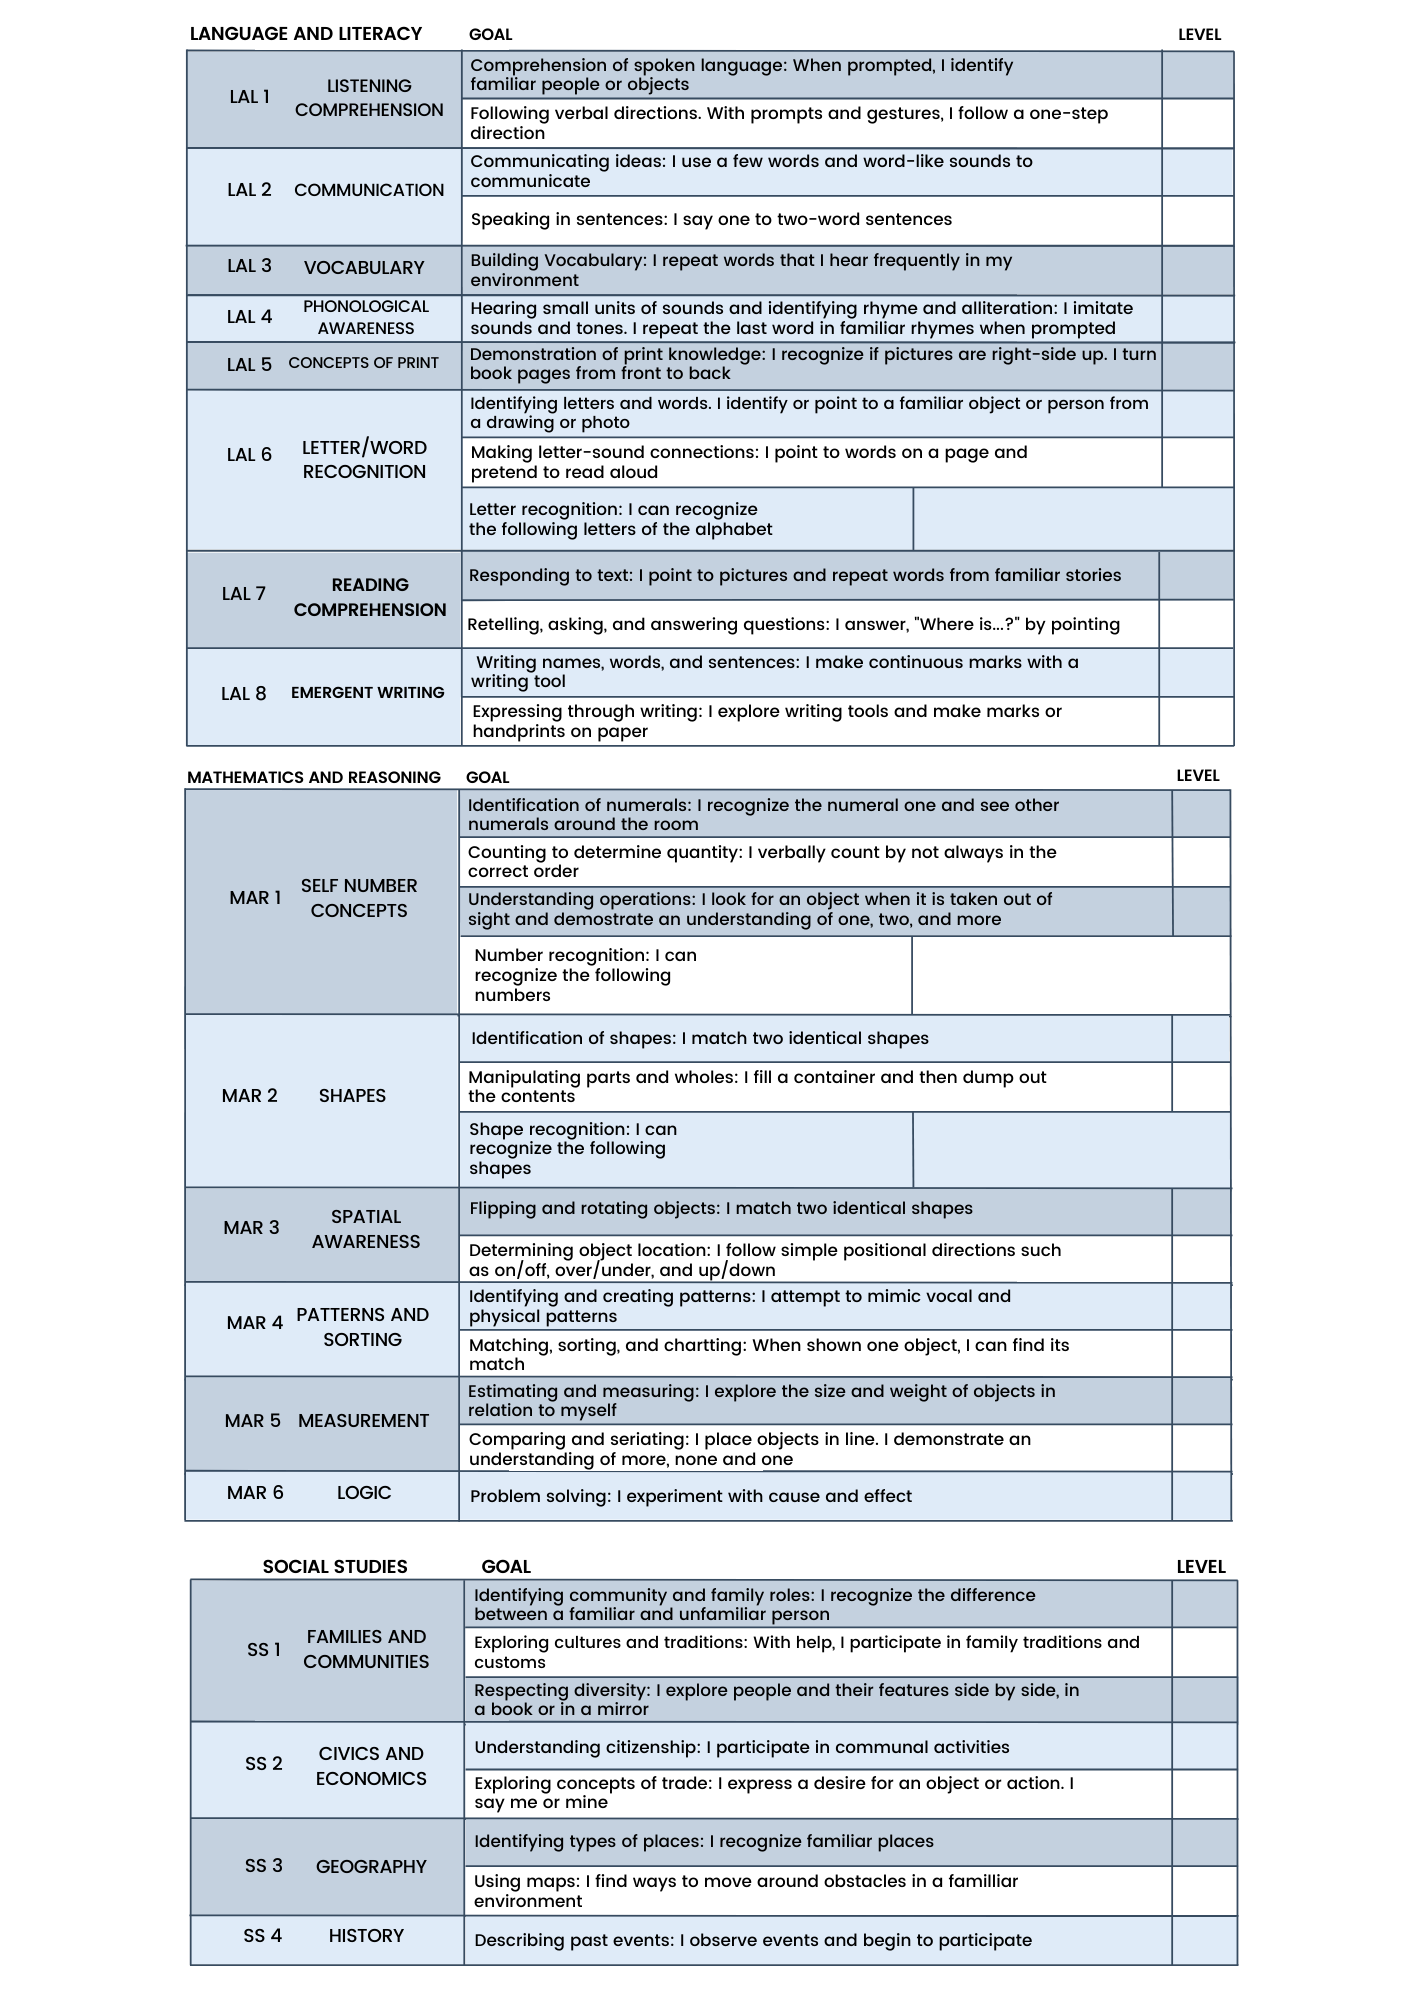 LANGUAGE AND LITERACY GOAL LEVEL
LAL 1 LISTENING
COMPREHENSION
Comprehension of spoken language: When prompted, I identify
familiar people or objects
Following verbal directions. With prompts and gestures, I follow a one-step
direction
LAL 2 COMMUNICATION
Communicating ideas: I use a few words and word-like sounds to
communicate
Speaking in sentences: I say one to two-word sentences
LAL 3 VOCABULARY
Building Vocabulary: I repeat words that I hear frequently in my
environment
LAL 4 PHONOLOGICAL
AWARENESS
Hearing small units of sounds and identifying rhyme and alliteration: I imitate
sounds and tones. I repeat the last word in familiar rhymes when prompted
LAL 5 CONCEPTS OF PRINT
Demonstration of print knowledge: I recognize if pictures are right-side up. I turn
book pages from front to back
LAL 6 LETTER/WORD
RECOGNITION
Identifying letters and words. I identify or point to a familiar object or person from
a drawing or photo
Making letter-sound connections: I point to words on a page and
pretend to read aloud
Letter recognition: I can recognize
the following letters of the alphabet
LAL 7 READING
COMPREHENSION
Responding to text: I point to pictures and repeat words from familiar stories
Retelling, asking, and answering questions: I answer, "Where is...?" by pointing
LAL 8 EMERGENT WRITING
Writing names, words, and sentences: I make continuous marks with a
writing tool
Expressing through writing: I explore writing tools and make marks or
handprints on paper
MATHEMATICS AND REASONING GOAL LEVEL
MAR 1 SELF NUMBER
CONCEPTS
Identification of numerals: I recognize the numeral one and see other
numerals around the room
Counting to determine quantity: I verbally count by not always in the
correct order
Understanding operations: I look for an object when it is taken out of
sight and demostrate an understanding of one, two, and more
Number recognition: I can
recognize the following
numbers
MAR 2 SHAPES
Identification of shapes: I match two identical shapes
Manipulating parts and wholes: I fill a container and then dump out
the contents
Shape recognition: I can
recognize the following
shapes
MAR 3 SPATIAL
AWARENESS
Flipping and rotating objects: I match two identical shapes
Determining object location: I follow simple positional directions such
as on/off, over/under, and up/down
MAR 4 PATTERNS AND
SORTING
Identifying and creating patterns: I attempt to mimic vocal and
physical patterns
Matching, sorting, and chartting: When shown one object, I can find its
match
MAR 5 MEASUREMENT
Estimating and measuring: I explore the size and weight of objects in
relation to myself
Comparing and seriating: I place objects in line. I demonstrate an
understanding of more, none and one
MAR 6 LOGIC
Problem solving: I experiment with cause and effect
SOCIAL STUDIES GOAL LEVEL
SS 1 FAMILIES AND
COMMUNITIES
Identifying community and family roles: I recognize the difference
between a familiar and unfamiliar person
Exploring cultures and traditions: With help, I participate in family traditions and
customs
Respecting diversity: I explore people and their features side by side, in
a book or in a mirror
SS 2 CIVICS AND
ECONOMICS
Understanding citizenship: I participate in communal activities
Exploring concepts of trade: I express a desire for an object or action. I
say me or mine
SS 3 GEOGRAPHY
Identifying types of places: I recognize familiar places
Using maps: I find ways to move around obstacles in a familliar
environment
SS 4 HISTORY
Describing past events: I observe events and begin to participate